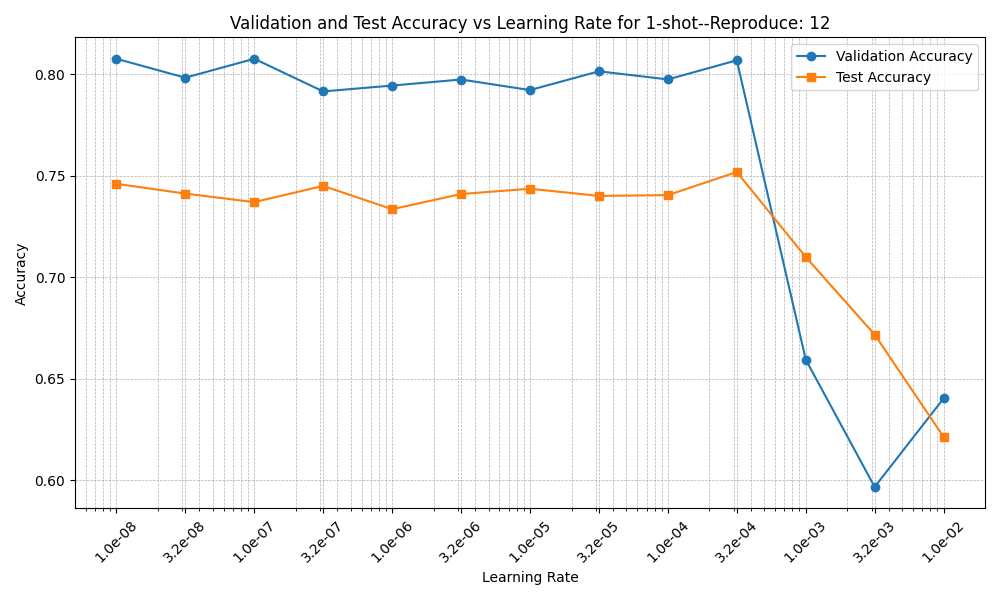 Validation and Test Accuracy vs Learning Rate for 1-shot--Reproduce: 12
Validation Accuracy
Test Accuracy
Accuracy
0.80
0.75
0.70
0.65
0.60
1.0e-08
3.2e-08
1.0e-07
3.2e-07
1.0e-06
3.2e-06
1.0e-05
3.2e-05
1.0e-04
3.2e-04
1.0e-03
3.2e-03
1.0e-02
Learning Rate